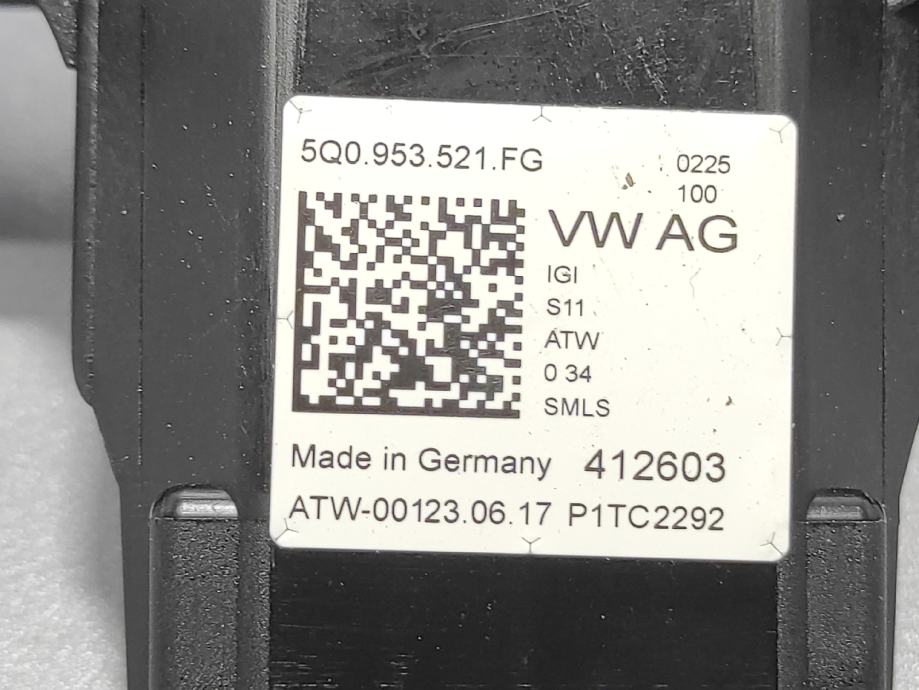 5Q0.953.521.FG
0225
100
VW AG
IGI
S11
ATW
0 34
SMLS
Made in Germany 412603
ATW-00123.06.17 P1TC2292